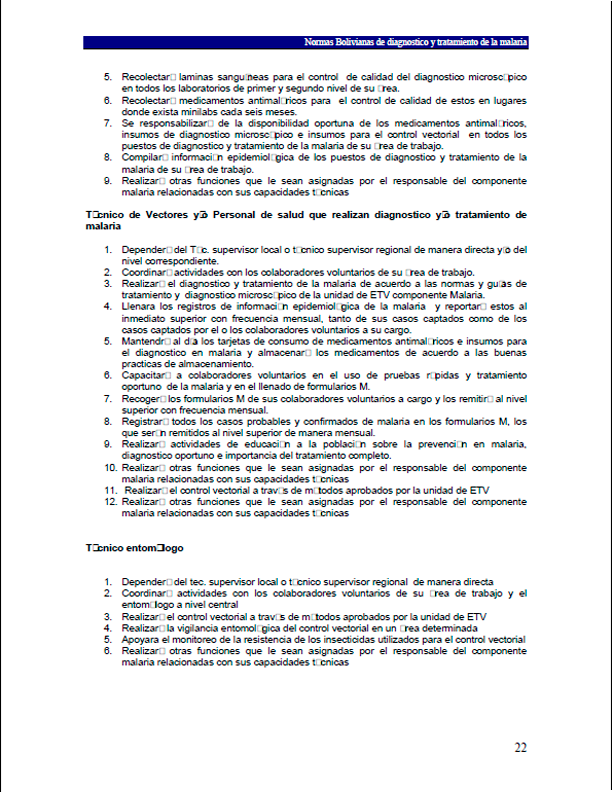 Normas Bolivianas de diagnostico y tratamiento de la malaria
5. Recolectar□ laminas sangu□neas para el control de calidad del diagnostico microsc□pico
en todos los laboratorios de primer y segundo nivel de su □rea.
6. Recolectar□ medicamentos antimal□ricos para el control de calidad de estos en lugares
donde exista minilabs cada seis meses.
7. Se responsabilizar□ de la disponibilidad oportuna de los medicamentos antimal□ricos,
insumos de diagnostico microsc□pico e insumos para el control vectorial en todos los
puestos de diagnostico y tratamiento de la malaria de su □rea de trabajo.
8. Compilar□ informaci□n epidemiol□gica de los puestos de diagnostico y tratamiento de la
malaria de su □rea de trabajo.
9. Realizar□ otras funciones que le sean asignadas por el responsable del componente
malaria relacionados con sus capacidades t□cnicas
T□cnico de Vectores y□o Personal de salud que realizan diagnostico y□o tratamiento de
malaria
1. Depender□ del T□c. supervisor local o t□cnico supervisor regional de manera directa y□o del
nivel correspondiente.
2. Coordinar□ actividades con los colaboradores voluntarios de su □rea de trabajo.
3. Realizar□ el diagnostico y tratamiento de la malaria de acuerdo a las normas y gu□as de
tratamiento y diagnostico microsc□pico de la unidad de ETV componente Malaria.
4. Llenara los registros de informaci□n epidemiol□gica de la malaria y reportar□ estos al
inmediato superior con frecuencia mensual, tanto de sus casos captados como de los
casos captados por el o los colaboradores voluntarios a su cargo.
5. Mantendr□ al d□a los tarjetas de consumo de medicamentos antimal□ricos e insumos para
el diagnostico en malaria y almacenar□ los medicamentos de acuerdo a las buenas
practicas de almacenamiento.
6. Capacitar□ a colaboradores voluntarios en el uso de pruebas r□pidas y tratamiento
oportuno de la malaria y en el llenado de formularios M.
7. Recoger□ los formularios M de sus colaboradores voluntarios a cargo y los remitir□ al nivel
superior con frecuencia mensual.
8. Registrar□ todos los casos probables y confirmados de malaria en los formularios M, los
que ser□n remitidos al nivel superior de manera mensual.
9. Realizar□ actividades de educaci□n a la poblaci□n sobre la prevenci□n en malaria,
diagnostico oportuno e importancia del tratamiento completo.
10. Realizar□ otras funciones que le sean asignadas por el responsable del componente
malaria relacionadas con sus capacidades t□cnicas
11. Realizar□ el control vectorial a trav□s de m□todos aprobados por la unidad de ETV
12. Realizar□ otras funciones que le sean asignadas por el responsable del componente
malaria relacionadas con sus capacidades t□cnicas
T□cnico entom□logo
1. Depender□ del tec. supervisor local o t□cnico supervisor regional de manera directa
2. Coordinar□ actividades con los colaboradores voluntarios de su □rea de trabajo y el
entom□logo a nivel central
3. Realizar□ el control vectorial a trav□s de m□todos aprobados por la unidad de ETV
4. Realizar□ la vigilancia entomol□gica del control vectorial en un □rea determinada
5. Apoyara el monitoreo de la resistencia de los insecticidas utilizados para el control vectorial
6. Realizar□ otras funciones que le sean asignadas por el responsable del componente
malaria relacionadas con sus capacidades t□cnicas
22